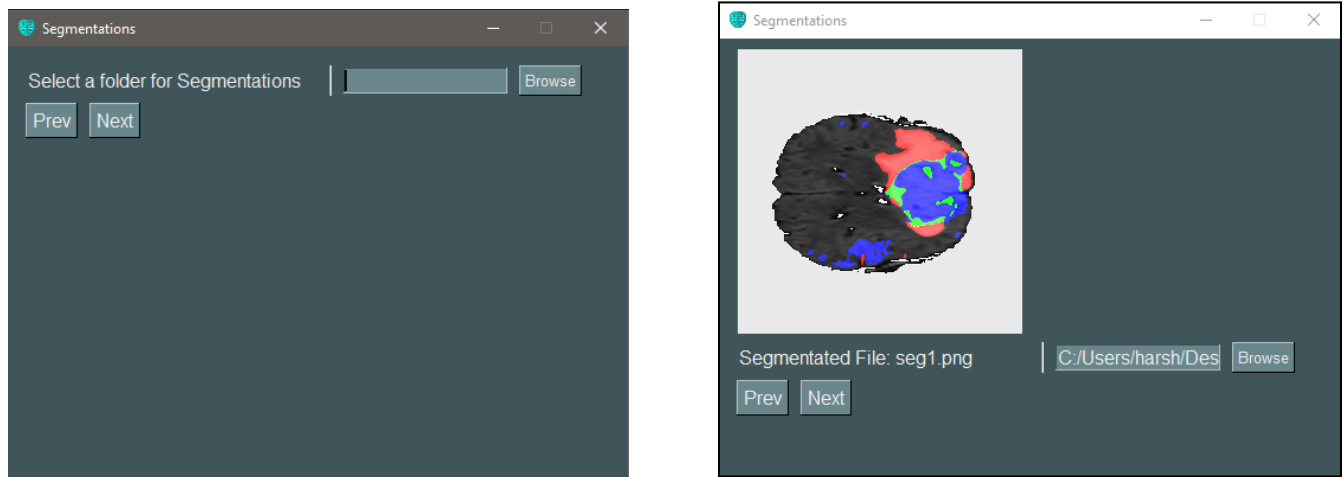 Segmentations
Select a folder for Segmentations
Browse
Prev
Next
Segmentations
Segmentated File: seg1.png
C:/Users/harsh/Des
Browse
Prev
Next